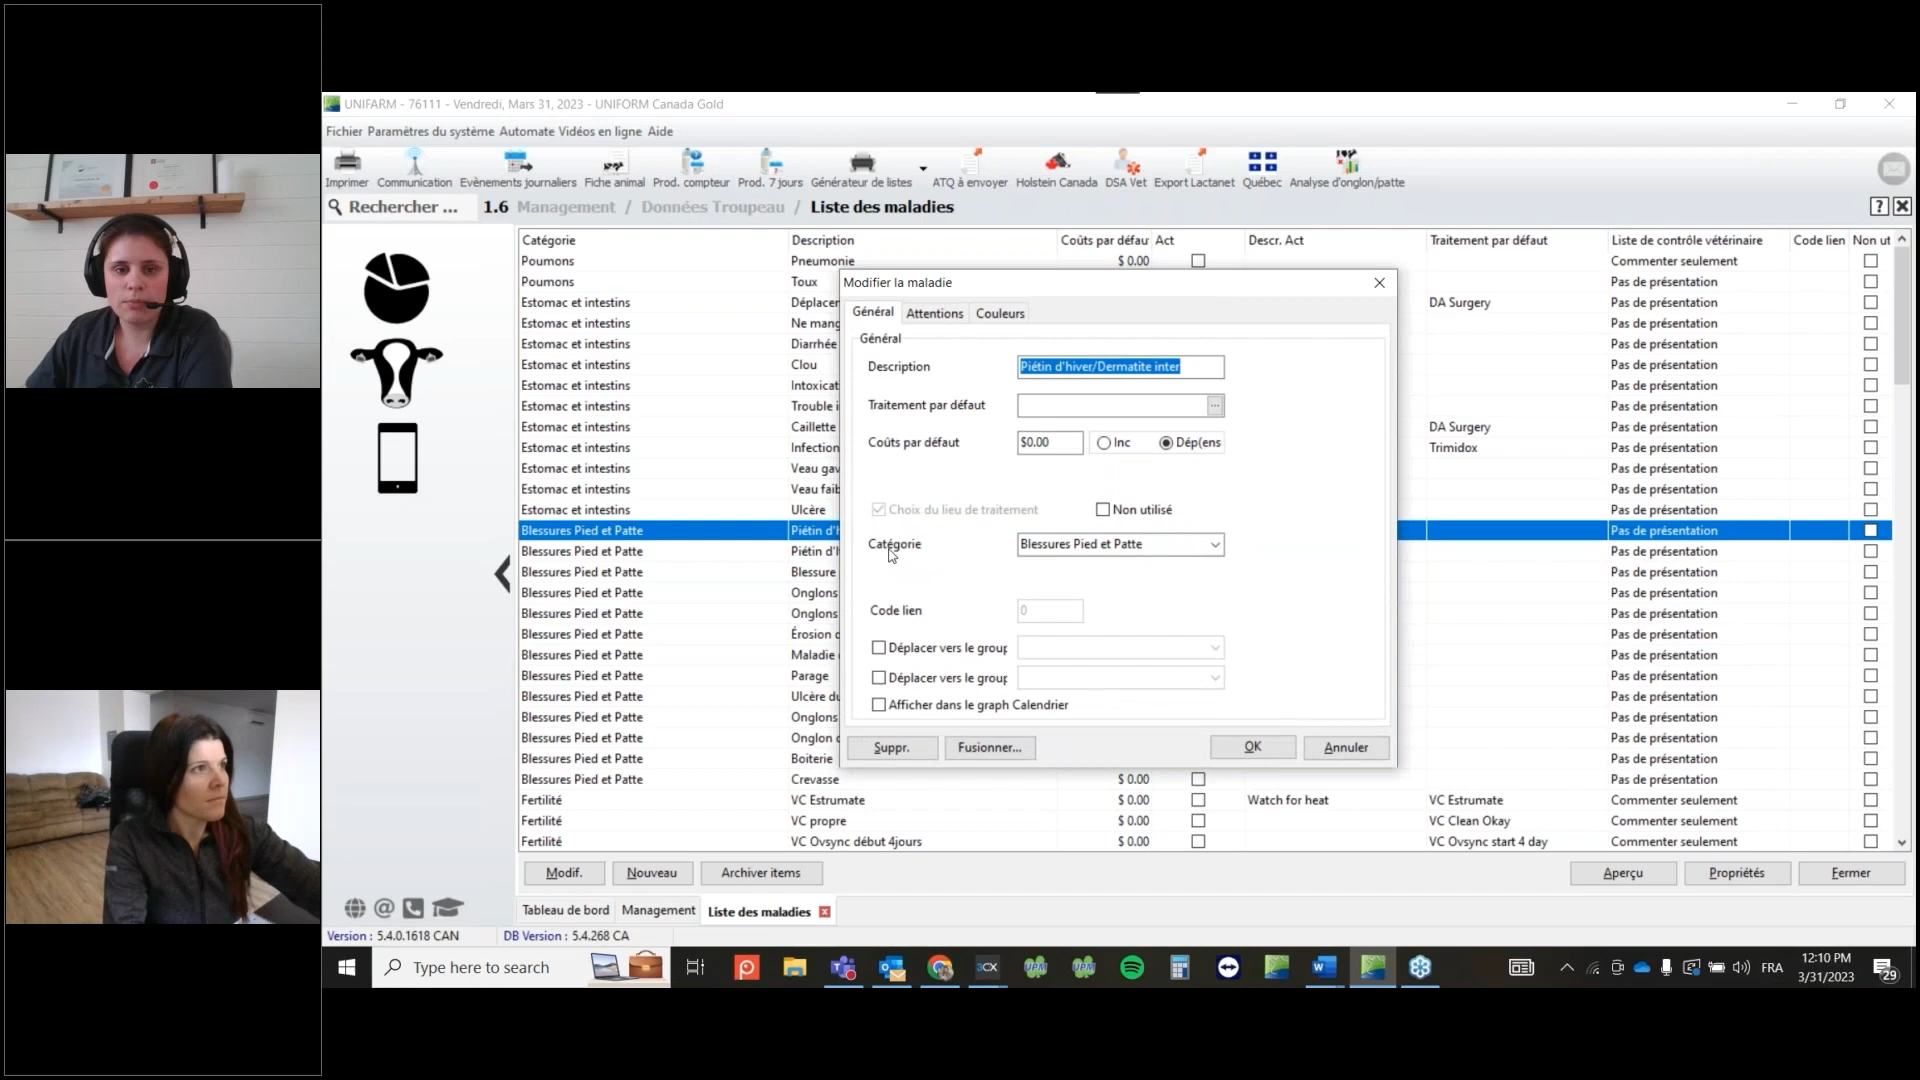 UNIFARM - 76111 - Vendredi, Mars 31, 2023 - UNIFORM Canada Gold
Fichier Paramètres du système Automate Vidéos en ligne Aide
Imprimer Communication Evènements journaliers Fiche animal Prod. compteur Prod. 7 jours Générateur de listes ATQ à envoyer Holstein Canada DSA Vet Export Lactanet Québec Analyse d'onglon/patte
Rechercher ... 1.6 Management / Données Troupeau / Liste des maladies
Catégorie Description Coûts par défau Act Descr. Act Traitement par défaut Liste de contrôle vétérinaire Code lien Non ut
Poumons Pneumonie $ 0.00 Commenter seulement
Poumons Toux Pas de présentation
Estomac et intestins Déplacer DA Surgery Pas de présentation
Estomac et intestins Ne mang Pas de présentation
Estomac et intestins Diarrhée Pas de présentation
Estomac et intestins Clou Pas de présentation
Estomac et intestins Intoxicat Pas de présentation
Estomac et intestins Trouble i Pas de présentation
Estomac et intestins Caillette DA Surgery Pas de présentation
Estomac et intestins Infection Trimidox Pas de présentation
Estomac et intestins Veau gav Pas de présentation
Estomac et intestins Veau faib Pas de présentation
Estomac et intestins Ulcère Pas de présentation
Blessures Pied et Patte Piétin d'h Pas de présentation
Blessures Pied et Patte Piétin d'l Pas de présentation
Blessures Pied et Patte Blessure Pas de présentation
Blessures Pied et Patte Onglons Pas de présentation
Blessures Pied et Patte Onglons Pas de présentation
Blessures Pied et Patte Érosion d Pas de présentation
Blessures Pied et Patte Maladie Pas de présentation
Blessures Pied et Patte Parage Pas de présentation
Blessures Pied et Patte Ulcère du Pas de présentation
Blessures Pied et Patte Onglons Pas de présentation
Blessures Pied et Patte Onglon Pas de présentation
Blessures Pied et Patte Boiterie Pas de présentation
Blessures Pied et Patte Crevasse $ 0.00 Pas de présentation
Fertilité VC Estrumate $ 0.00 Watch for heat VC Estrumate Commenter seulement
Fertilité VC propre $ 0.00 VC Clean Okay Commenter seulement
Fertilité VC Ovsync début 4jours $ 0.00 VC Ovsync start 4 day Commenter seulement
Modifier la maladie
Général Attentions Couleurs
Général
Description Piétin d'hiver/Dermatite inter
Traitement par défaut ...
Coûts par défaut $0.00 Inc Dép(ens
Choix du lieu de traitement Non utilisé
Catégorie Blessures Pied et Patte
Code lien 0
Déplacer vers le group
Déplacer vers le group
Afficher dans le graph Calendrier
Suppr. Fusionner... OK Annuler
Modif. Nouveau Archiver items Aperçu Propriétés Fermer
Tableau de bord Management Liste des maladies
Version : 5.4.0.1618 CAN DB Version : 5.4.268 CA
Type here to search 3CX UPM UPM FRA 12:10 PM
3/31/2023 29